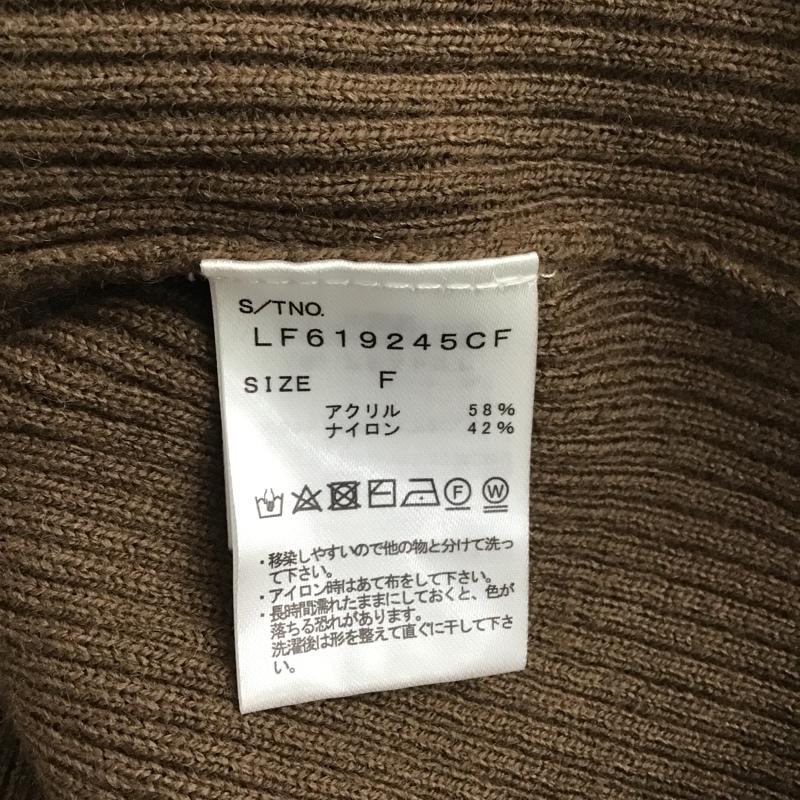 S/TNO.
LF619245CF
SIZE F
アクリル 58%
ナイロン 42%
F W
・移染しやすいので他の物と分けて洗っ
て下さい。
・アイロン時はあて布をして下さい。
・長時間濡れたままにしておくと、色が
落ちる恐れがあります。
洗濯後は形を整えて直ぐに干して下さ
い。